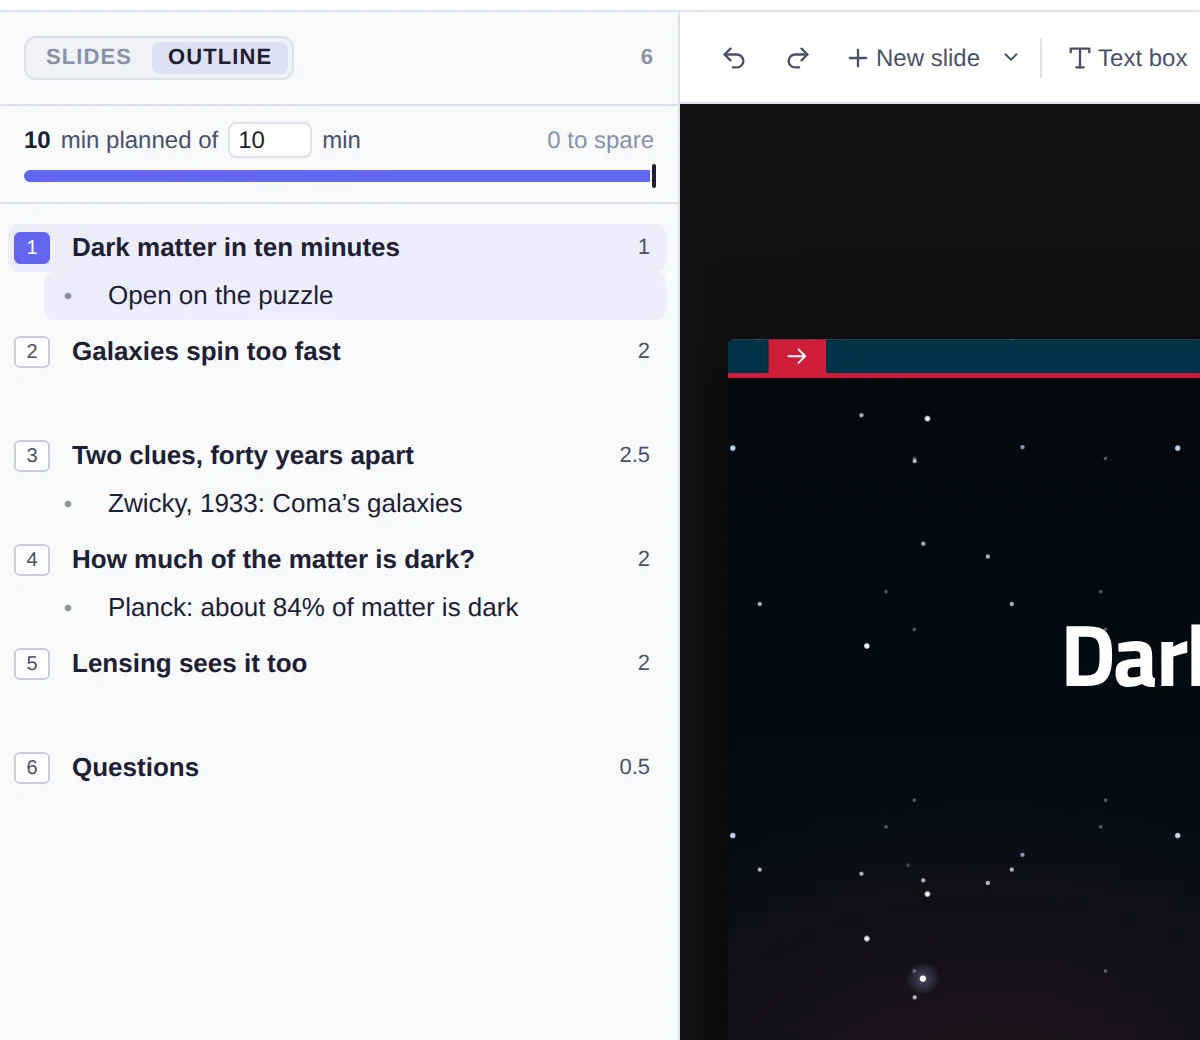 SLIDES OUTLINE 6
10 min planned of 10 min 0 to spare
1 Dark matter in ten minutes 1
• Open on the puzzle
2 Galaxies spin too fast 2
3 Two clues, forty years apart 2.5
• Zwicky, 1933: Coma’s galaxies
4 How much of the matter is dark? 2
• Planck: about 84% of matter is dark
5 Lensing sees it too 2
6 Questions 0.5
New slide Text box
Dark